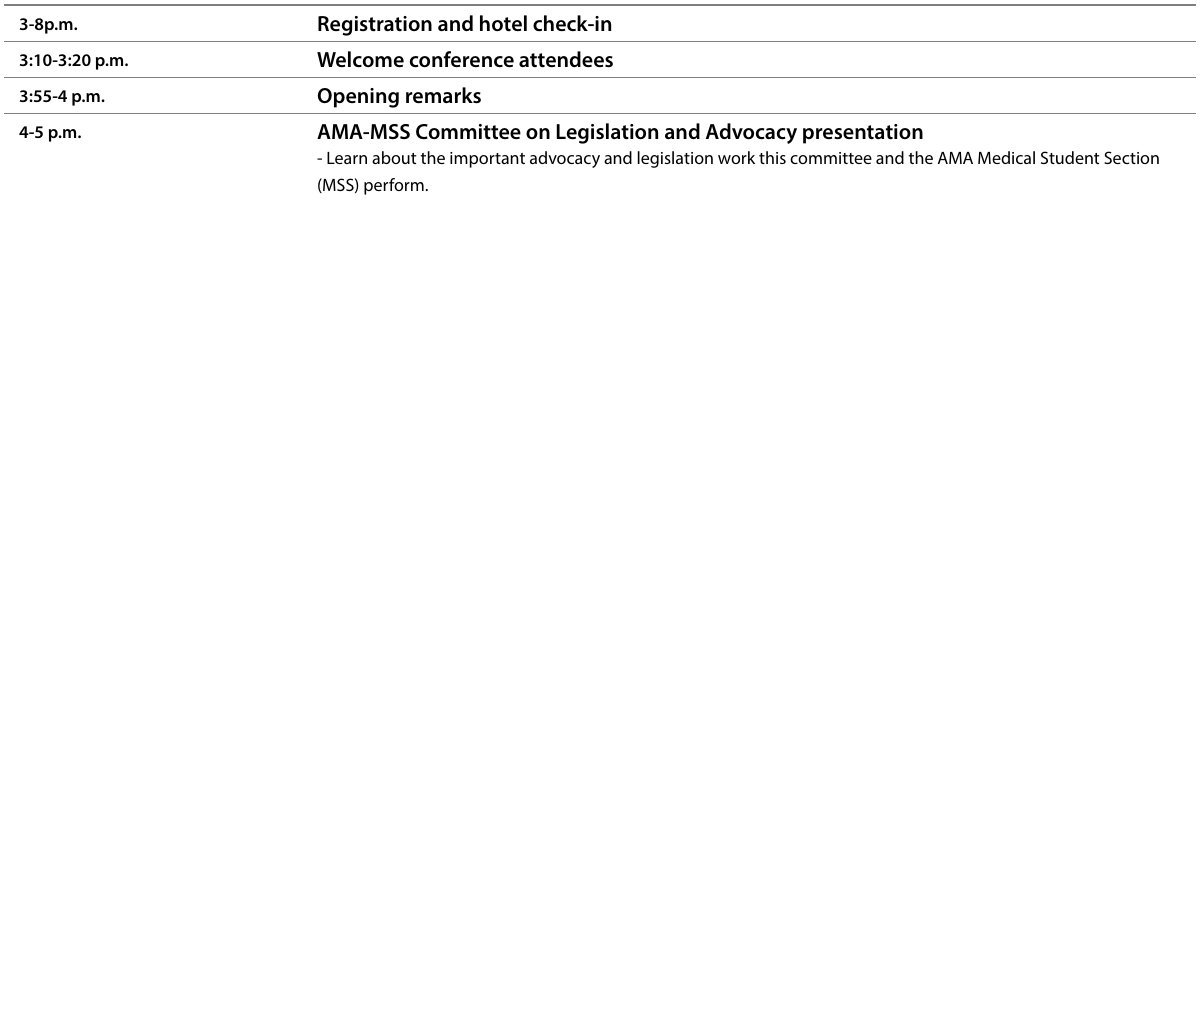 3-8p.m. Registration and hotel check-in
3:10-3:20 p.m. Welcome conference attendees
3:55-4 p.m. Opening remarks
4-5 p.m. AMA-MSS Committee on Legislation and Advocacy presentation
- Learn about the important advocacy and legislation work this committee and the AMA Medical Student Section
(MSS) perform.